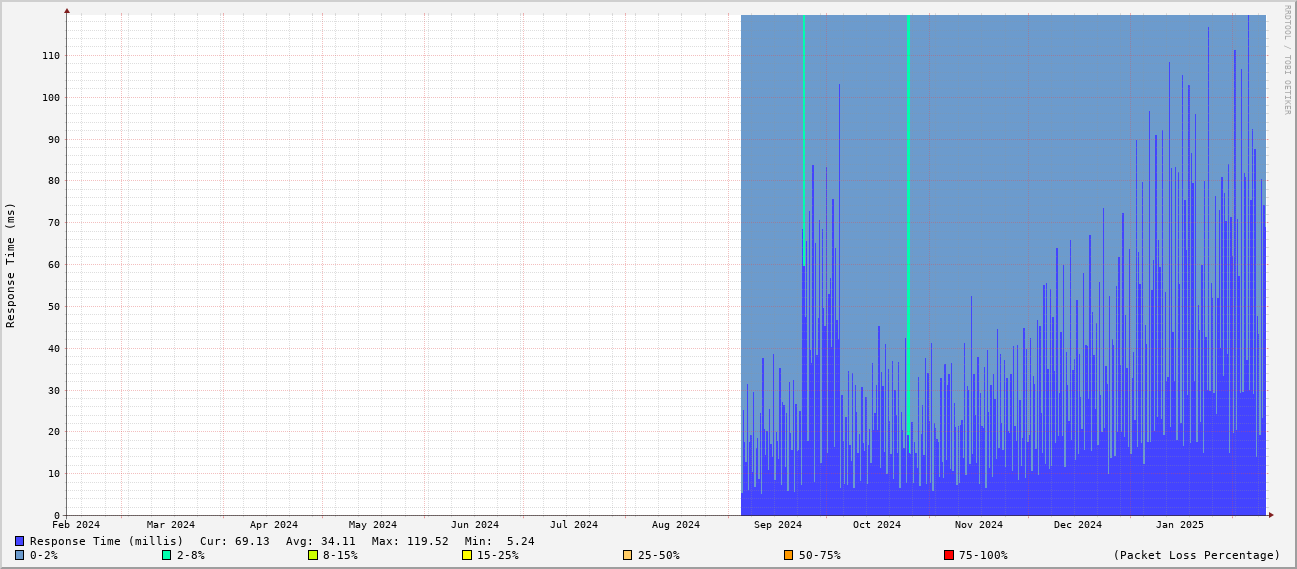 RRDTOOL / TOBI OETIKER
Response Time (ms)
110
100
90
80
70
60
50
40
30
20
10
0
Feb 2024 Mar 2024 Apr 2024 May 2024 Jun 2024 Jul 2024 Aug 2024 Sep 2024 Oct 2024 Nov 2024 Dec 2024 Jan 2025
Response Time (millis) Cur: 69.13 Avg: 34.11 Max: 119.52 Min: 5.24
0-2% 2-8% 8-15% 15-25% 25-50% 50-75% 75-100% (Packet Loss Percentage)